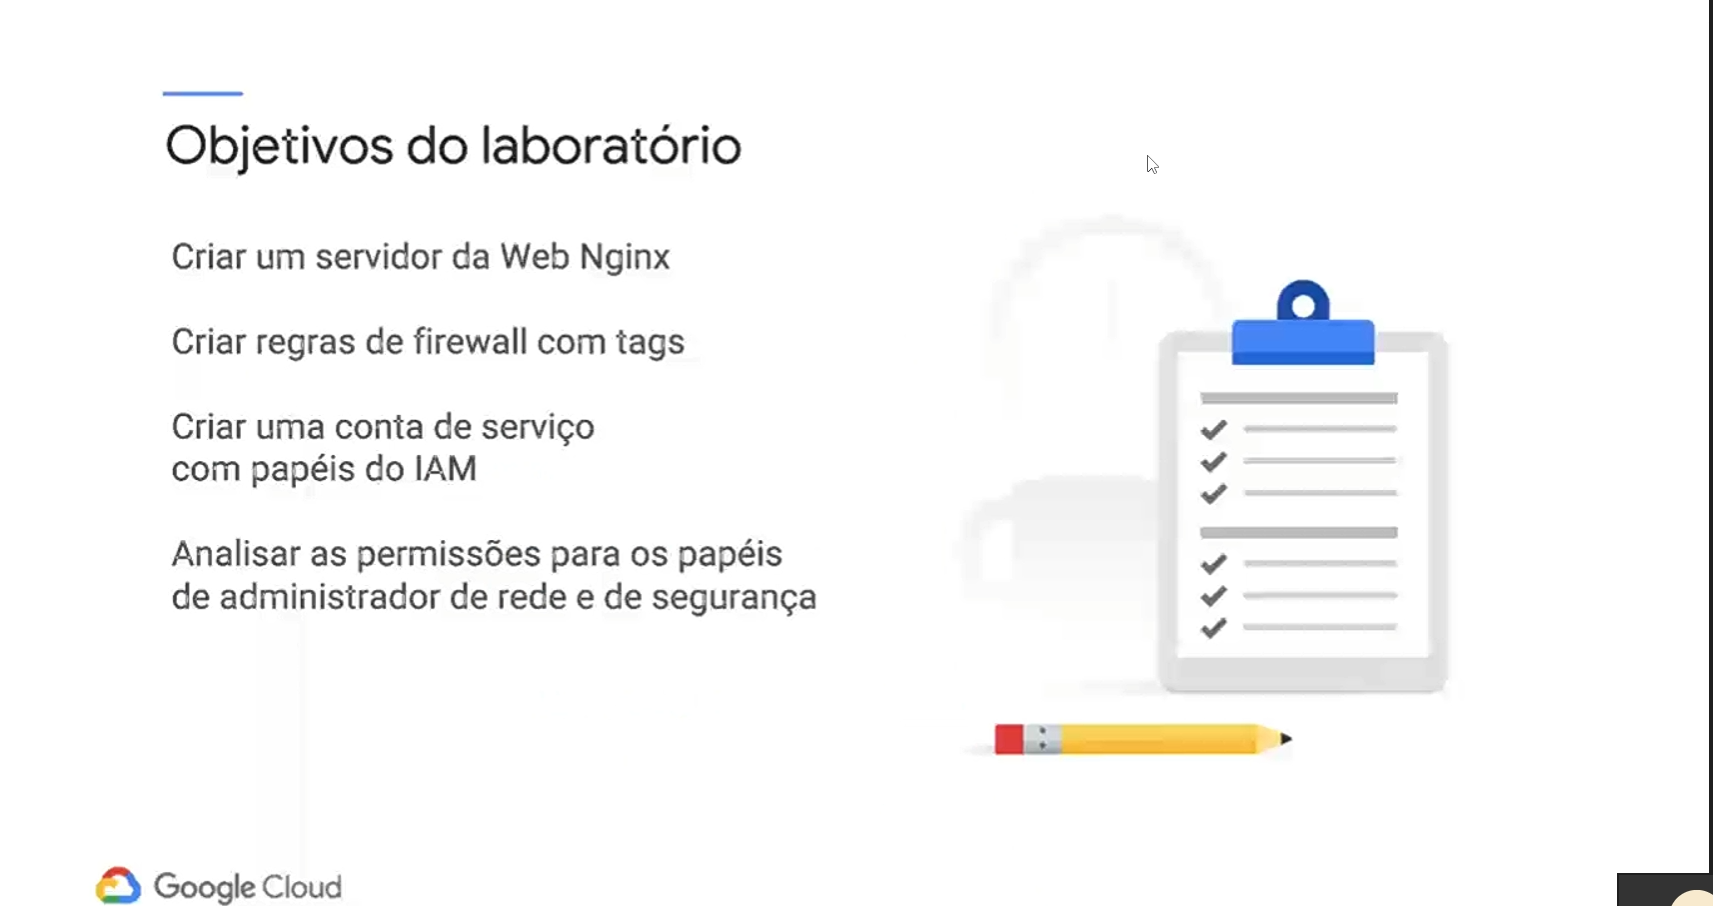 Objetivos do laboratório
Criar um servidor da Web Nginx
Criar regras de firewall com tags
Criar uma conta de serviço
com papéis do IAM
Analisar as permissões para os papéis
de administrador de rede e de segurança
Google Cloud